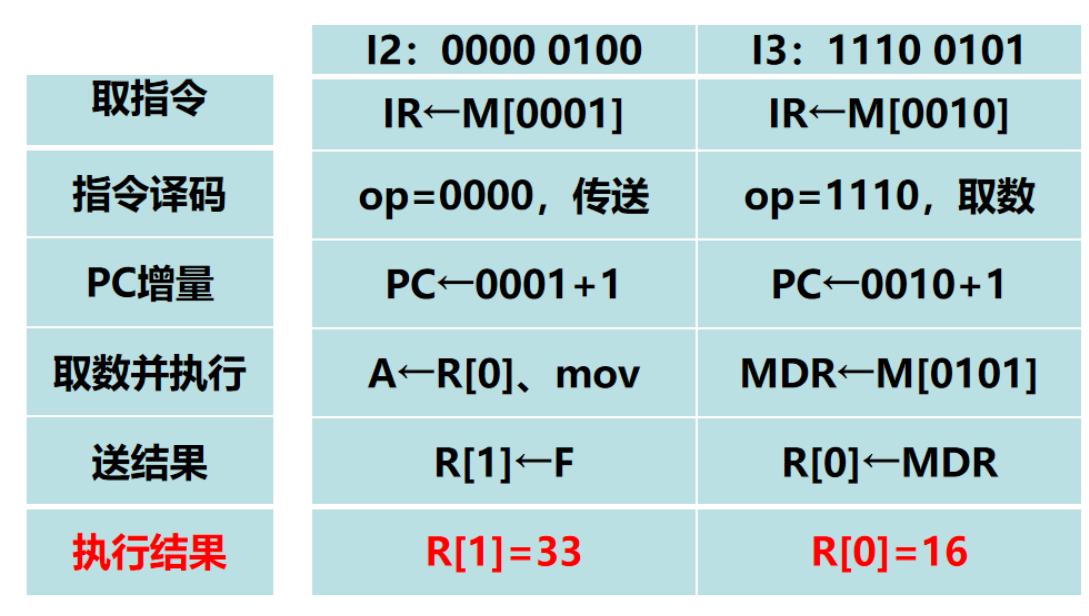 I2：0000 0100 I3：1110 0101
取指令 IR←M[0001] IR←M[0010]
指令译码 op=0000，传送 op=1110，取数
PC增量 PC←0001+1 PC←0010+1
取数并执行 A←R[0]、mov MDR←M[0101]
送结果 R[1]←F R[0]←MDR
执行结果 R[1]=33 R[0]=16